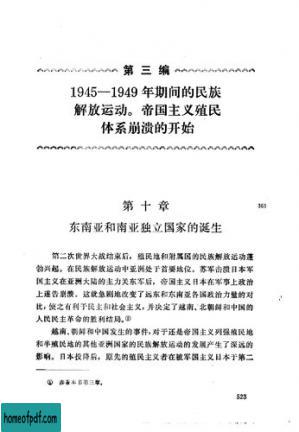 第三编
1945—1949 年期间的民族
解放运动。帝国主义殖民
体系崩溃的开始
第十章
363
东南亚和南亚独立国家的诞生
第二次世界大战结束后，殖民地和附属国的民族解放运动蓬
勃兴起。在民族解放运动中亚洲处于首要地位。苏军击溃日本军
国主义在亚洲大陆的主力关东军后，帝国主义日本在军事上政治
上遭告崩溃。这就急剧地改变了远东和东南亚各国政治力量的对
比，使之有利于民主和社会主义，并决定了越南、北朝鲜和中国的
人民民主革命的胜利结局。①
越南、朝鲜和中国发生的事件，对于还是帝国主义列强殖民地
和半殖民地的其他亚洲国家的民族解放运动的发展产生了深远的
影响。日本投降后，原先的殖民主义者在被军国主义日本于第二
① 参看本书第三章。
523
homeofpdf.com
homeofpdf.com
homeofpdf.com